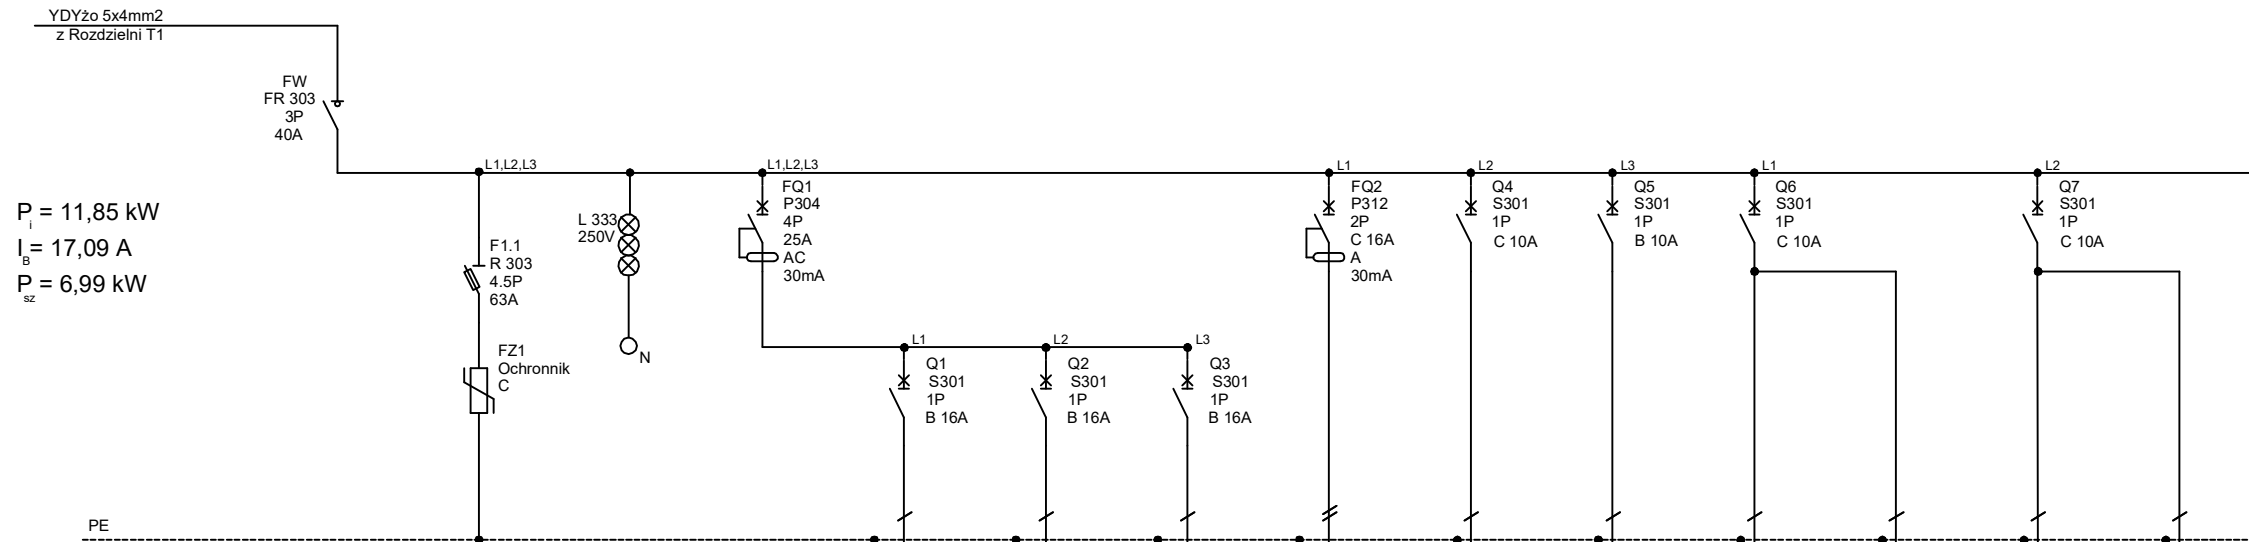 YDYżo 5x4mm2
z Rozdzielni T1
FW
FR 303
3P
40A
Pi = 11,85 kW
IB= 17,09 A
Psz = 6,99 kW
L1,L2,L3
F1.1
R 303
4.5P
63A
FZ1
Ochronnik
C
L 333
250V
N
L1,L2,L3
FQ1
P304
4P
25A
AC
30mA
L1
Q1
S301
1P
B 16A
L2
Q2
S301
1P
B 16A
L3
Q3
S301
1P
B 16A
L1
FQ2
P312
2P
C 16A
A
30mA
L2
Q4
S301
1P
C 10A
L3
Q5
S301
1P
B 10A
L1
Q6
S301
1P
C 10A
L2
Q7
S301
1P
C 10A
PE